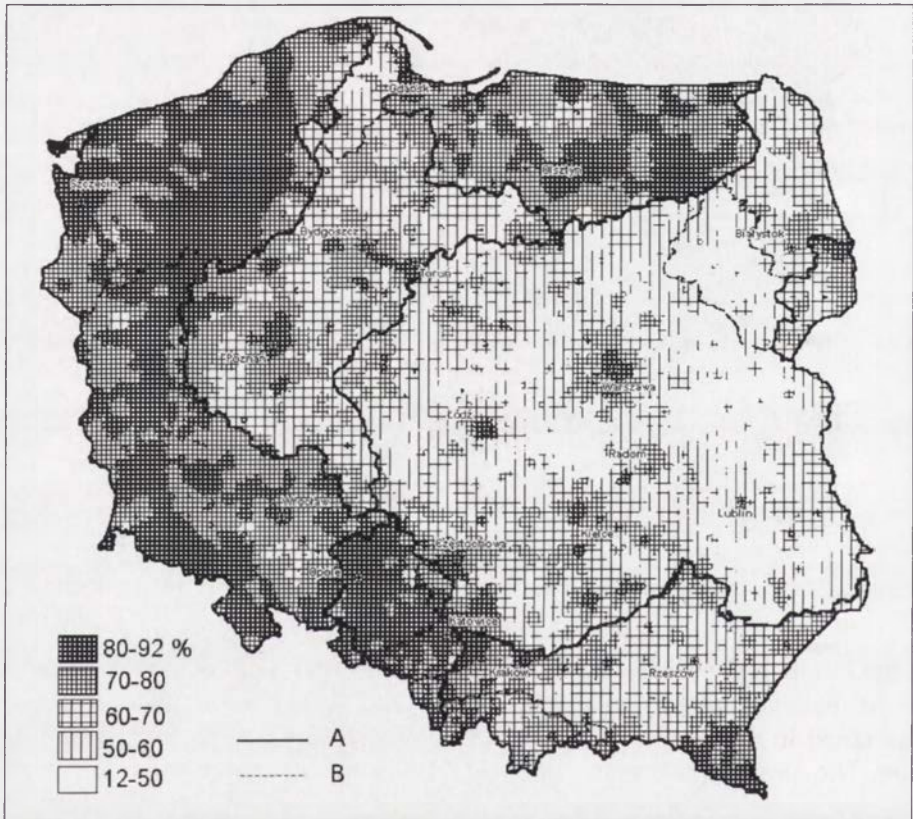 Gdańsk
Olsztyn
Szczecin
Białystok
Bydgoszcz
Toruń
Poznań
Warszawa
Łódź
Radom
Wrocław
Lublin
Kielce
Częstochowa
Opole
Katowice
Kraków
Rzeszów
80-92 %
70-80
60-70
50-60
12-50
A
B